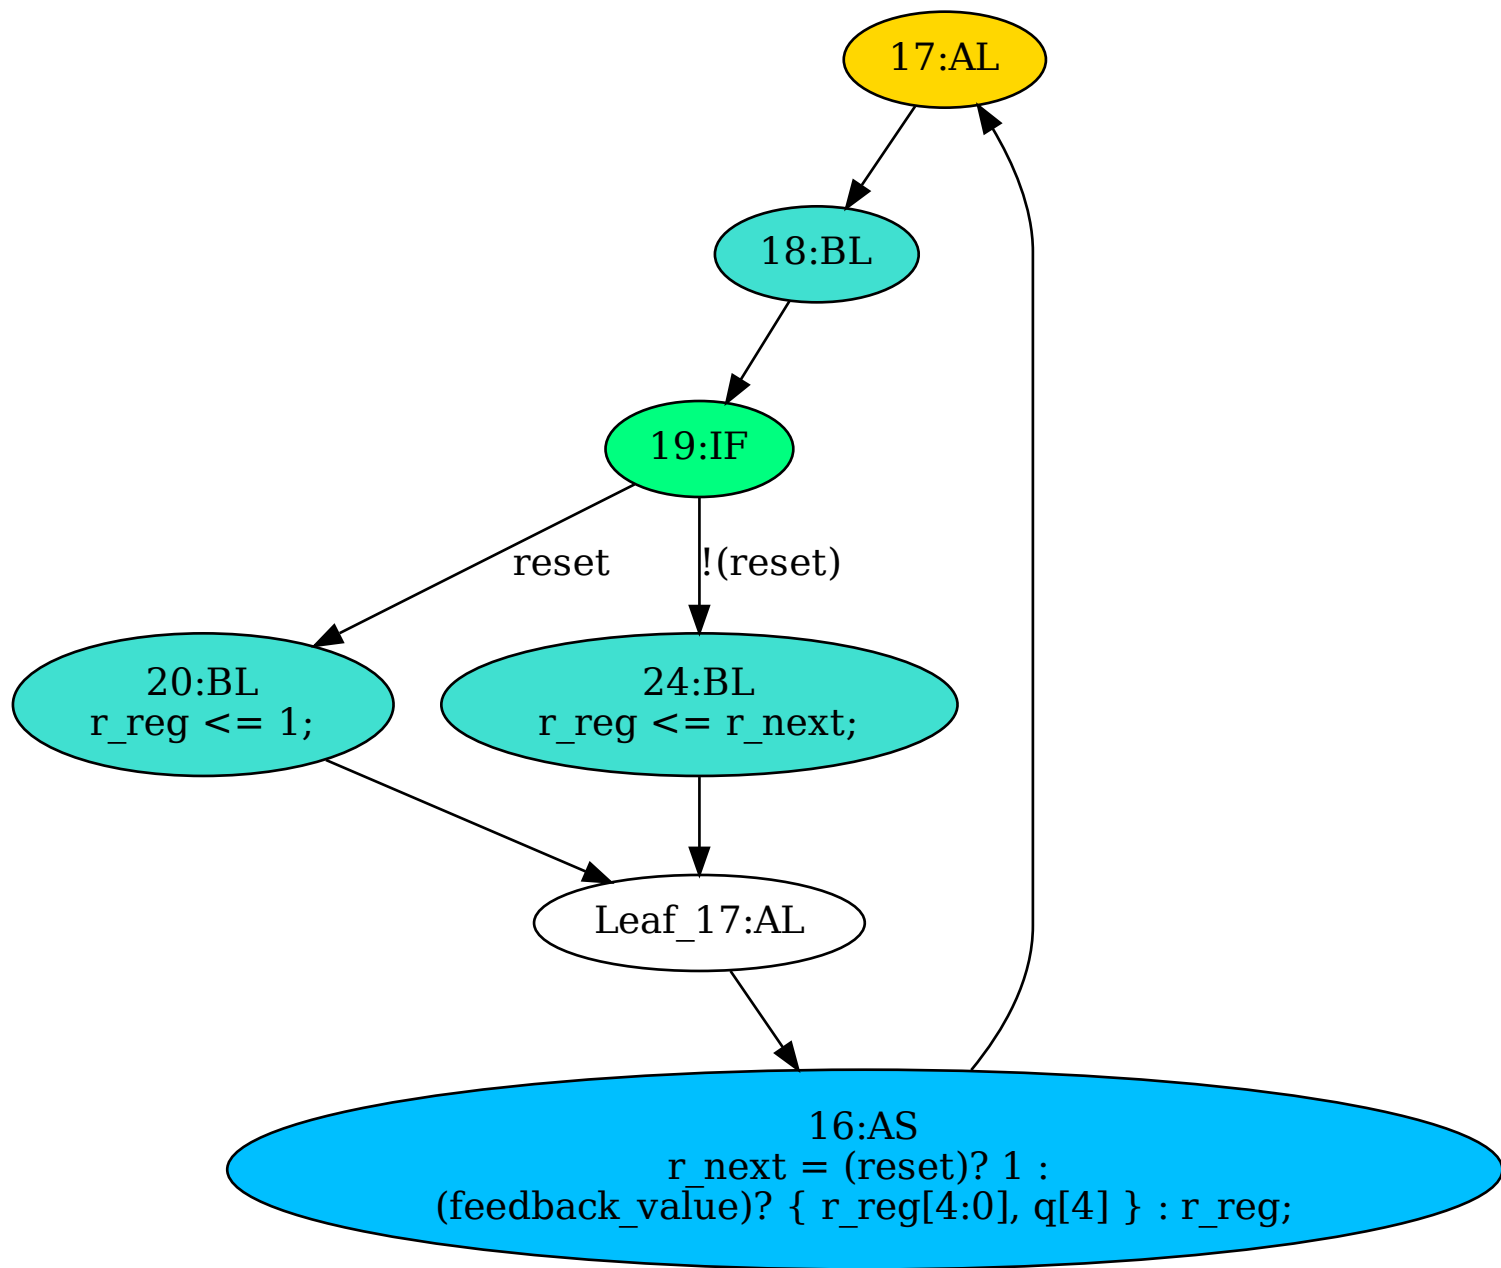 17:AL
18:BL
19:IF
reset
!(reset)
20:BL
r_reg <= 1;
24:BL
r_reg <= r_next;
Leaf_17:AL
16:AS
r_next = (reset)? 1 :
(feedback_value)? { r_reg[4:0], q[4] } : r_reg;